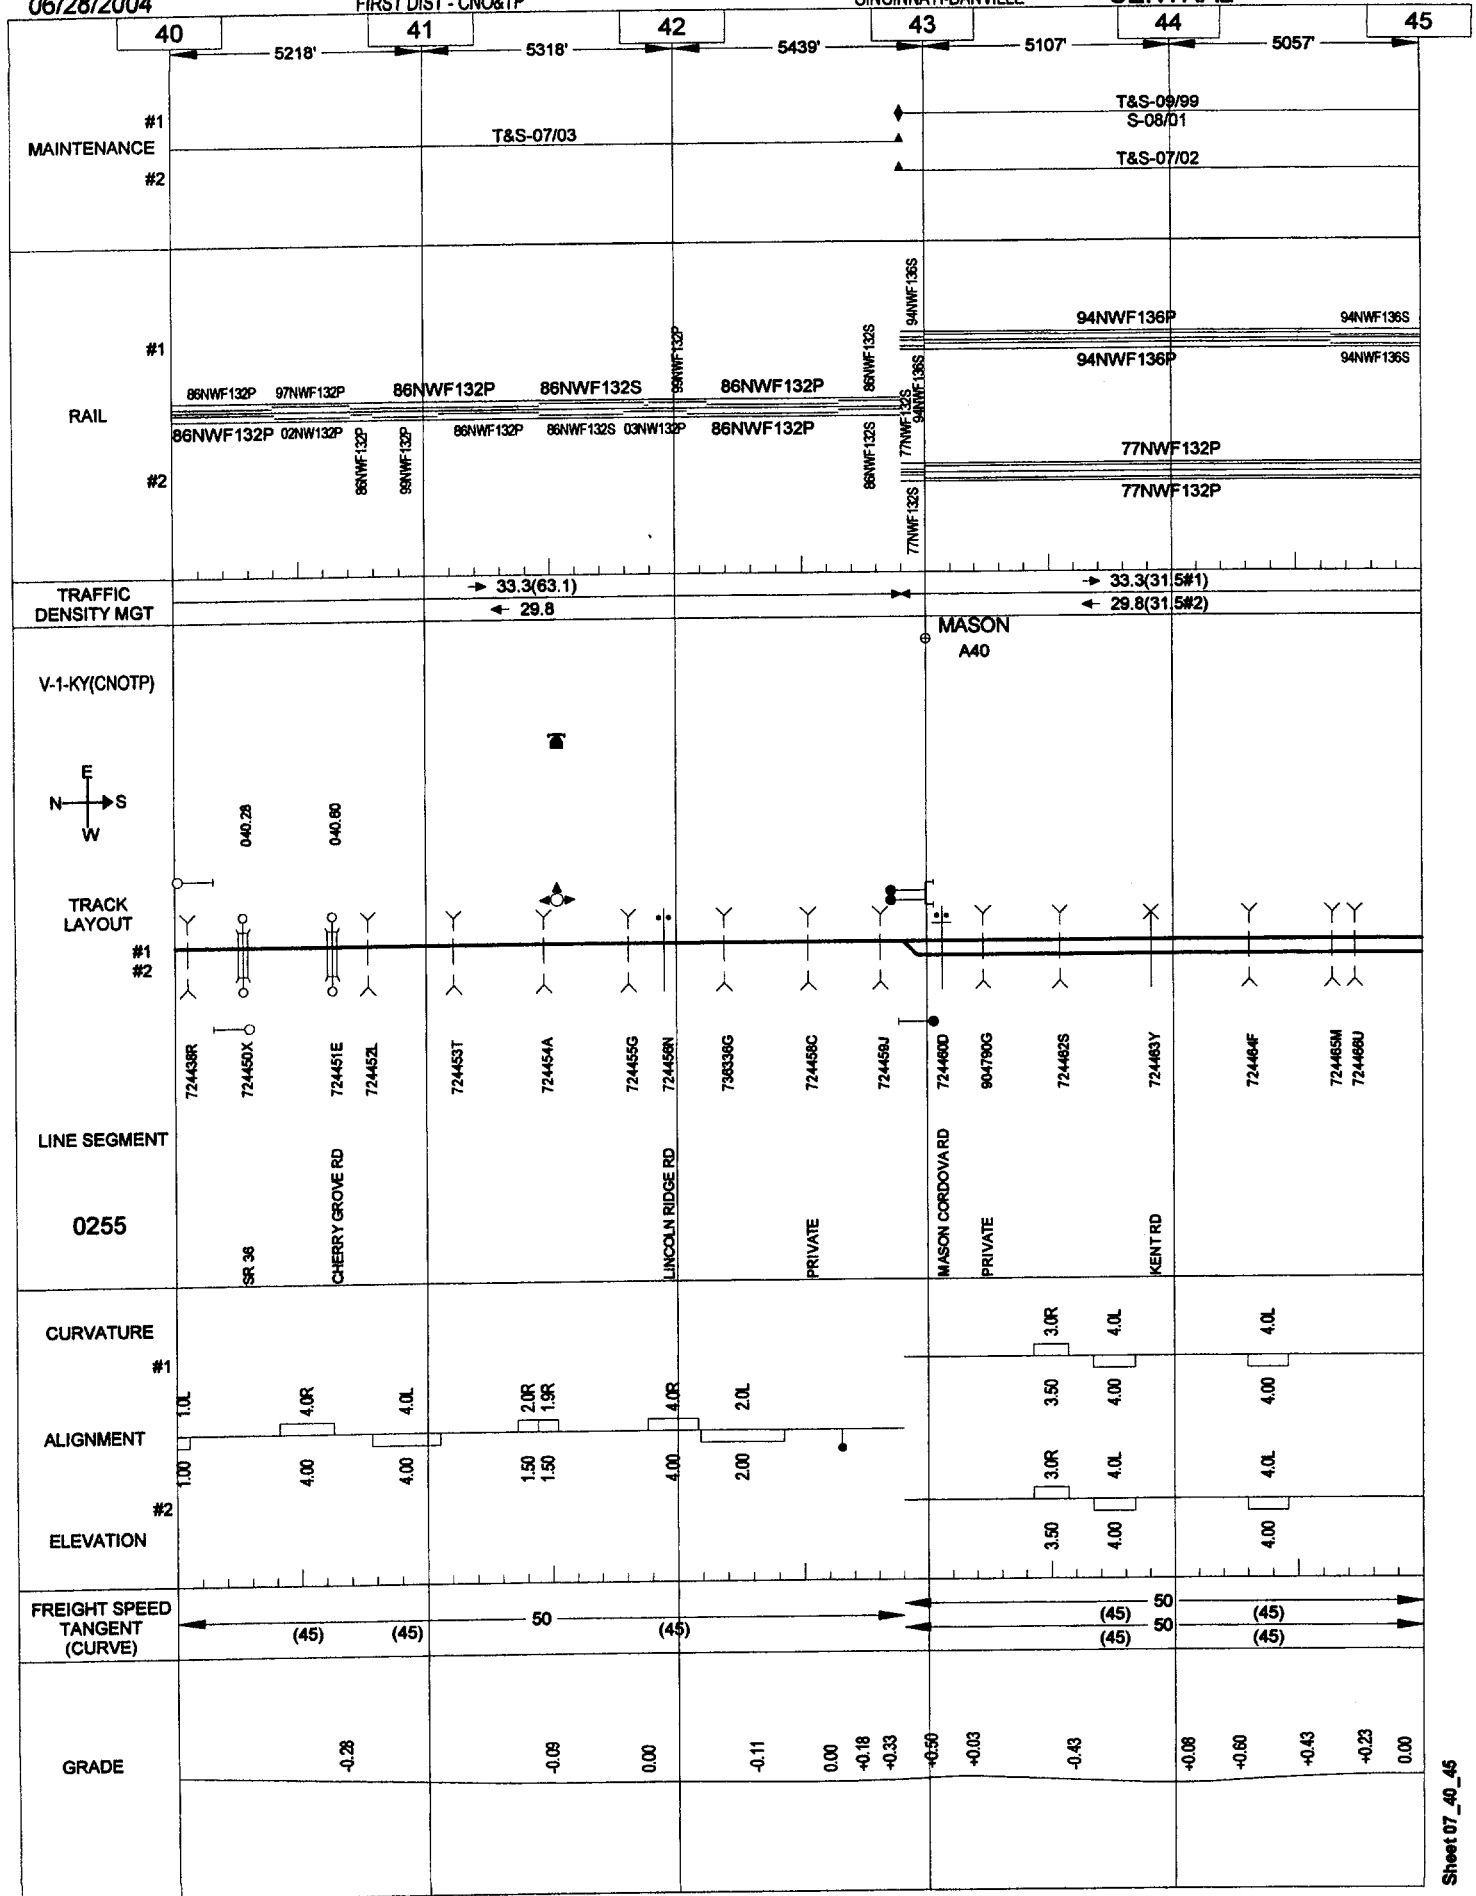 06/28/2004 FIRST DIST - CNO&TP CINCINNATI-DANVILLE CENTRAL
40 41 42 43 44 45
5218' 5318' 5439' 5107' 5057'
#1
MAINTENANCE
#2
T&S-07/03
T&S-09/99
S-08/01
T&S-07/02
RAIL
#1
#2
86NWF132P 97NWF132P 86NWF132P 86NWF132S 99NWF132P 86NWF132P 86NWF132S
86NWF132P 02NW132P 86NWF132P 99NWF132P 86NWF132P 86NWF132S 03NW132P 86NWF132P 86NWF132S
94NWF136S 94NWF136P 94NWF136S
94NWF136S 94NWF136P 94NWF136S
77NWF132S 77NWF132P
77NWF132S 77NWF132P
TRAFFIC
DENSITY MGT
33.3(63.1) 33.3(31.5#1)
29.8 29.8(31.5#2)
MASON
A40
V-1-KY(CNOTP)
E
N S
W
040.28 040.60
TRACK
LAYOUT
#1
#2
724438R 724450X 724451E 724452L 724453T 724454A 724455G 724456N 736336G 724458C 724459J 724460D 904790G 724462S 724463Y 724464F 724465M 724466U
LINE SEGMENT
0255
SR 36 CHERRY GROVE RD LINCOLN RIDGE RD PRIVATE MASON CORDOVA RD PRIVATE KENT RD
CURVATURE
#1
3.0R 4.0L 4.0L
3.50 4.00 4.00
ALIGNMENT
1.0L 4.0R 4.0L 2.0R 1.9R 4.0R 2.0L
1.00 4.00 4.00 1.50 1.50 4.00 2.00
#2
3.0R 4.0L 4.0L
3.50 4.00 4.00
ELEVATION
FREIGHT SPEED
TANGENT
(CURVE)
50
(45) (45) (45)
50
(45) (45)
50
(45) (45)
GRADE
-0.28 -0.09 0.00 -0.11 0.00 +0.18 +0.33 +0.50 +0.03 -0.43 +0.08 +0.60 +0.43 +0.23 0.00
Sheet 07_40_45